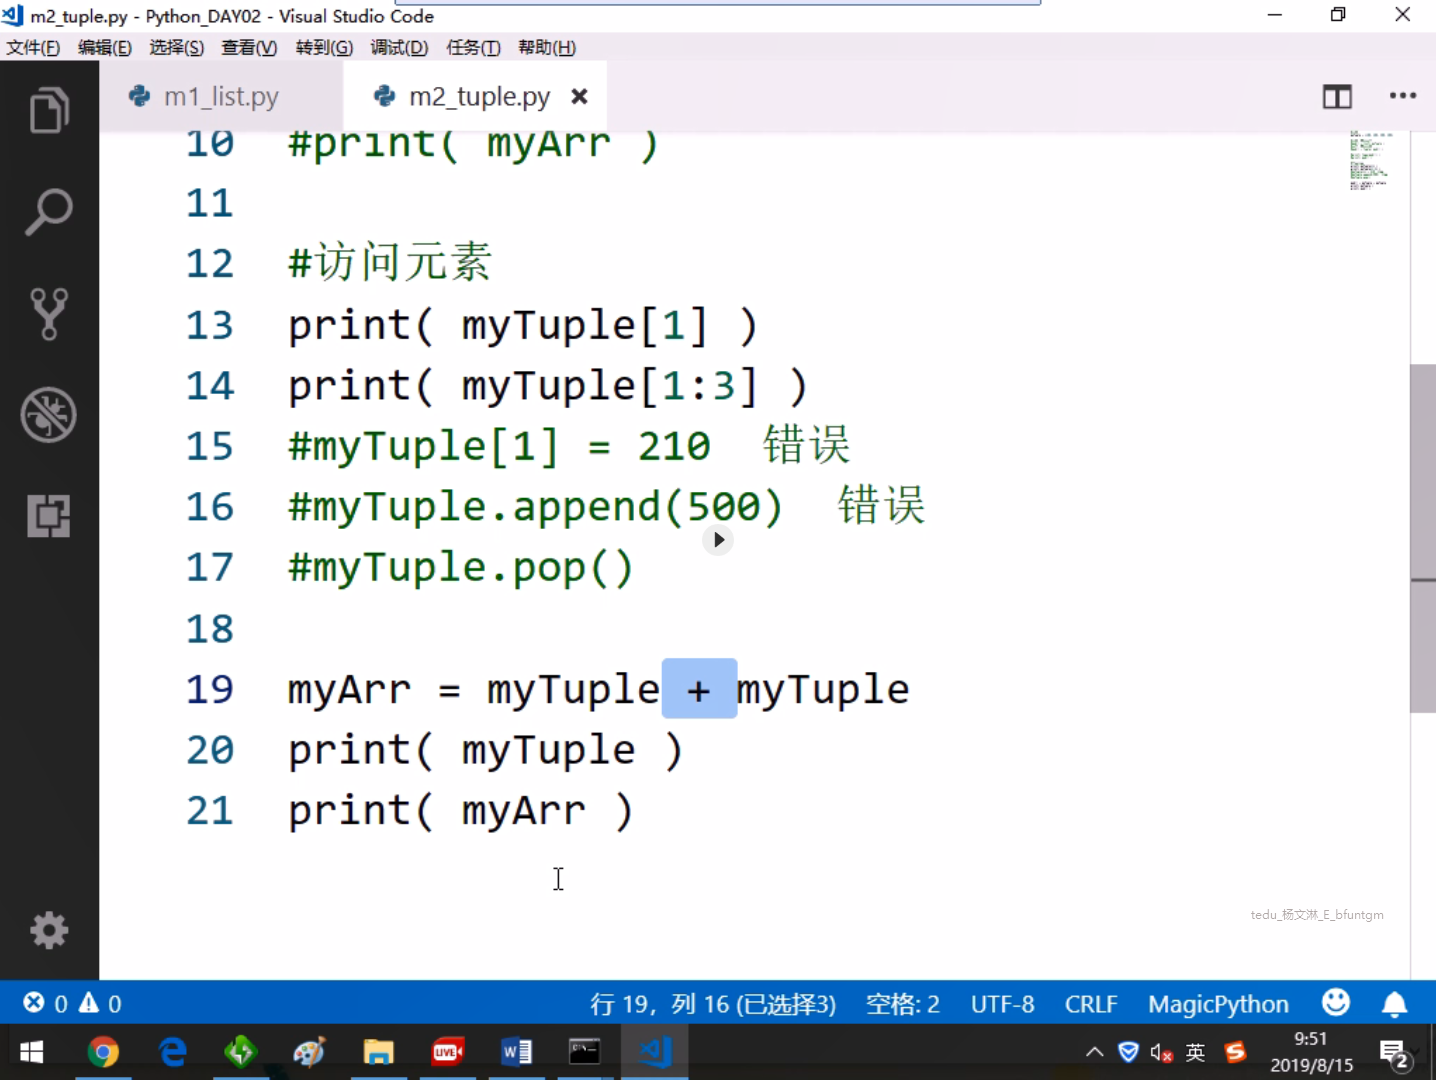 m2_tuple.py - Python_DAY02 - Visual Studio Code
文件(F) 编辑(E) 选择(S) 查看(V) 转到(G) 调试(D) 任务(T) 帮助(H)
m1_list.py m2_tuple.py
10 #print( myArr )
11
12 #访问元素
13 print( myTuple[1] )
14 print( myTuple[1:3] )
15 #myTuple[1] = 210  错误
16 #myTuple.append(500)  错误
17 #myTuple.pop()
18
19 myArr = myTuple + myTuple
20 print( myTuple )
21 print( myArr )
tedu_杨文淋_E_bfuntgm
0 0 行 19，列 16 (已选择3) 空格: 2 UTF-8 CRLF MagicPython
LIVE W 英 S 9:51
2019/8/15 2